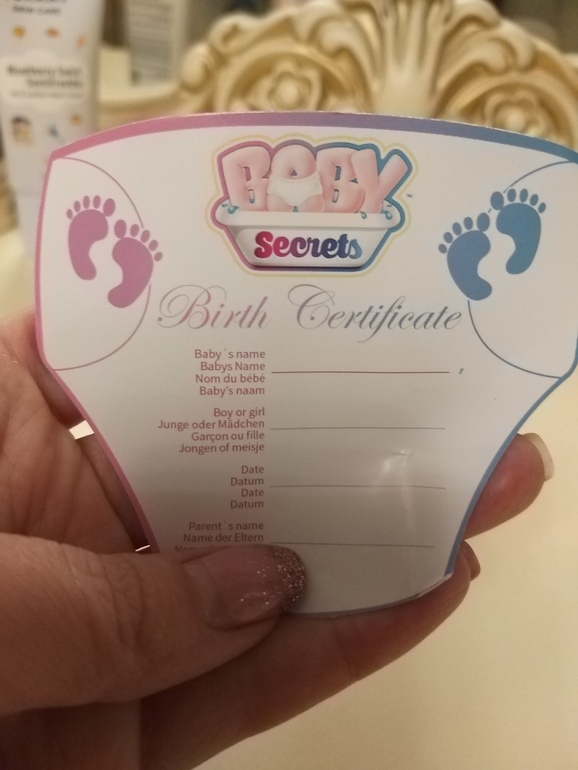 BABY
Secrets
Birth Certificate
Baby´s name
Babys Name
Nom du bébé
Baby's naam
Boy or girl
Junge oder Mädchen
Garçon ou fille
Jongen of meisje
Date
Datum
Date
Datum
Parent´s name
Name der Eltern